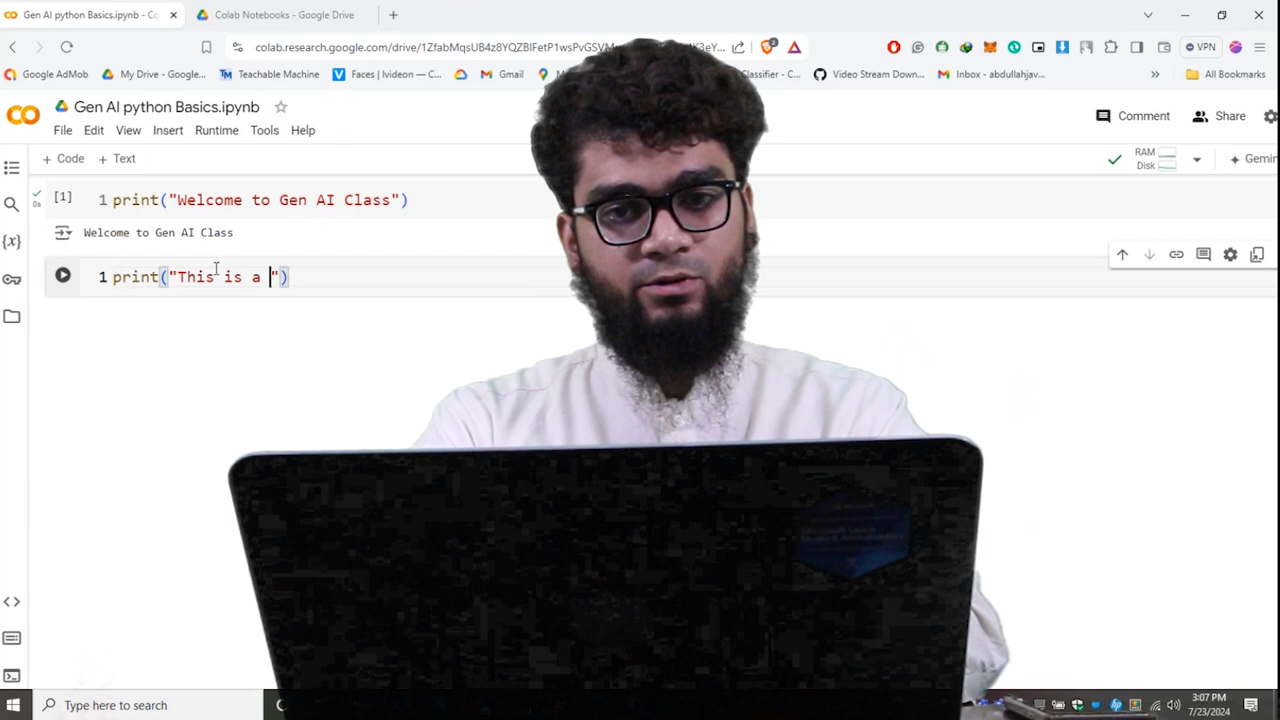 Gen AI python Basics.ipynb - Co
Colab Notebooks - Google Drive
colab.research.google.com/drive/
VPN
Google AdMob
My Drive - Google...
Teachable Machine
Faces | Ivideon — C...
Gmail
Classifier - C...
Video Stream Down...
Inbox - abdullahjav...
All Bookmarks
Gen AI python Basics.ipynb
Comment
Share
File Edit View Insert Runtime Tools Help
+ Code + Text
RAM
Disk
Gemin
[1] 1 print("Welcome to Gen AI Class")
0s
Welcome to Gen AI Class
1 print("This is a ")
{x}
Type here to search
3:07 PM
7/23/2024